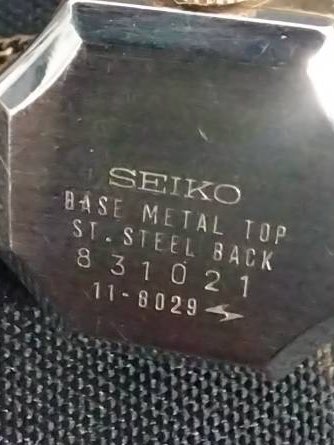 SEIKO
BASE METAL TOP
ST. STEEL BACK
831021
11-8029